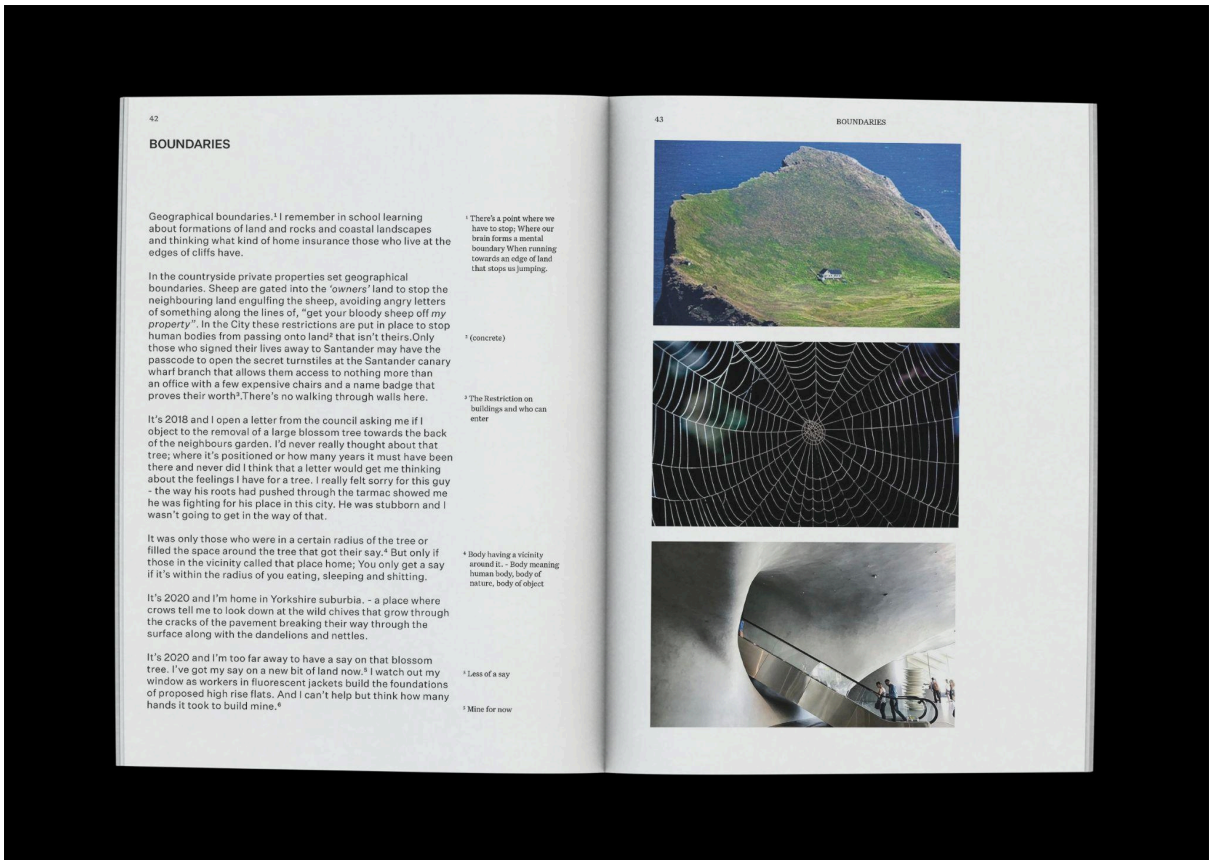 42
BOUNDARIES
Geographical boundaries.¹ I remember in school learning
about formations of land and rocks and coastal landscapes
and thinking what kind of home insurance those who live at the
edges of cliffs have.
In the countryside private properties set geographical
boundaries. Sheep are gated into the ‘owners’ land to stop the
neighbouring land engulfing the sheep, avoiding angry letters
of something along the lines of, “get your bloody sheep off my
property”. In the City these restrictions are put in place to stop
human bodies from passing onto land² that isn’t theirs.Only
those who signed their lives away to Santander may have the
passcode to open the secret turnstiles at the Santander canary
wharf branch that allows them access to nothing more than
an office with a few expensive chairs and a name badge that
proves their worth³.There’s no walking through walls here.
It’s 2018 and I open a letter from the council asking me if I
object to the removal of a large blossom tree towards the back
of the neighbours garden. I’d never really thought about that
tree; where it’s positioned or how many years it must have been
there and never did I think that a letter would get me thinking
about the feelings I have for a tree. I really felt sorry for this guy
- the way his roots had pushed through the tarmac showed me
he was fighting for his place in this city. He was stubborn and I
wasn’t going to get in the way of that.
It was only those who were in a certain radius of the tree or
filled the space around the tree that got their say.⁴ But only if
those in the vicinity called that place home; You only get a say
if it’s within the radius of you eating, sleeping and shitting.
It’s 2020 and I’m home in Yorkshire suburbia. - a place where
crows tell me to look down at the wild chives that grow through
the cracks of the pavement breaking their way through the
surface along with the dandelions and nettles.
It’s 2020 and I’m too far away to have a say on that blossom
tree. I’ve got my say on a new bit of land now.⁵ I watch out my
window as workers in fluorescent jackets build the foundations
of proposed high rise flats. And I can’t help but think how many
hands it took to build mine.⁶
¹ There’s a point where we
have to stop; Where our
brain forms a mental
boundary When running
towards an edge of land
that stops us jumping.
² (concrete)
³ The Restriction on
buildings and who can
enter
⁴ Body having a vicinity
around it. - Body meaning
human body, body of
nature, body of object
⁵ Less of a say
⁵ Mine for now
43
BOUNDARIES